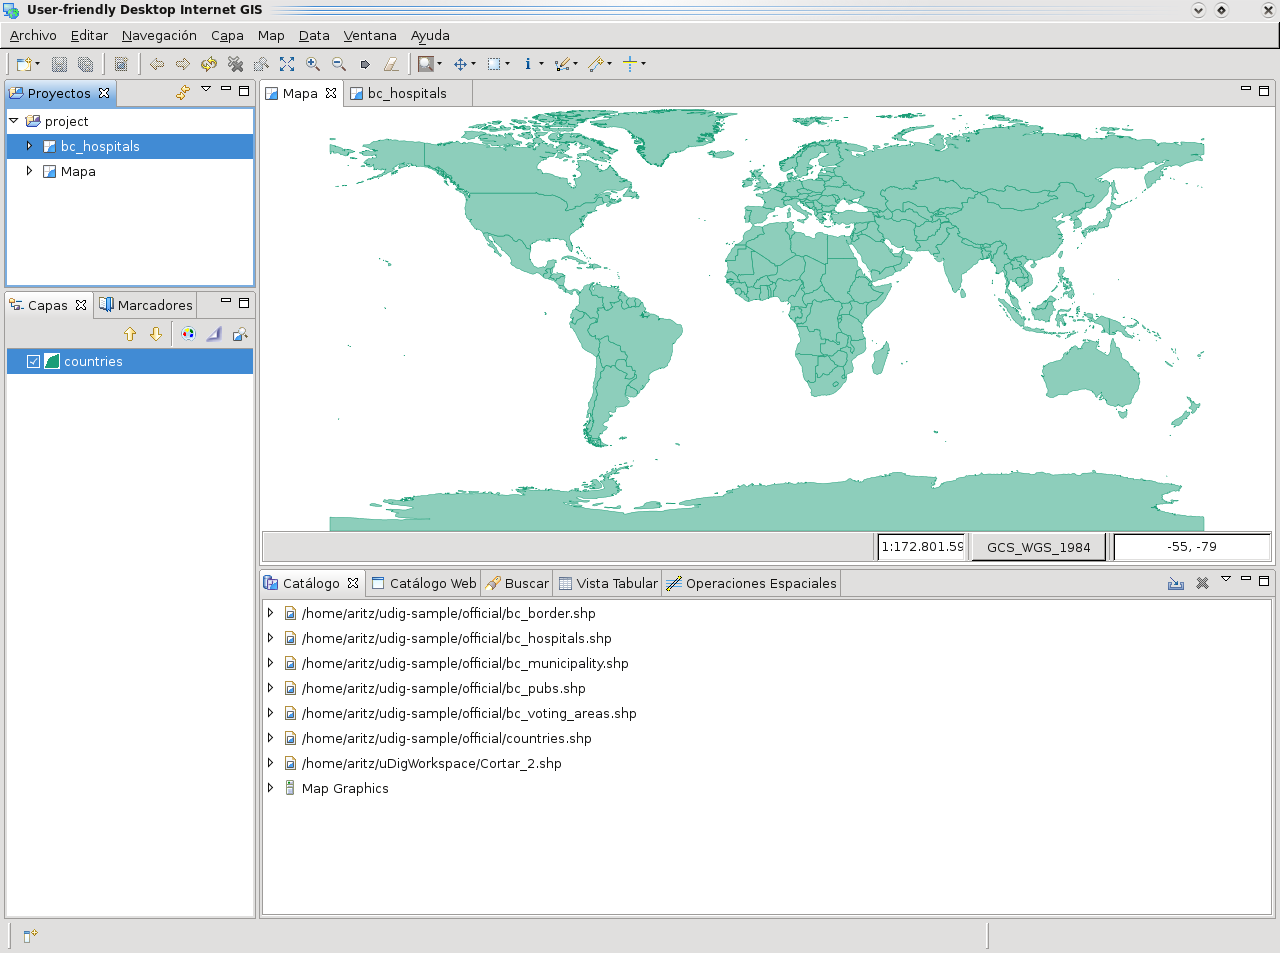 User-friendly Desktop Internet GIS
Archivo Editar Navegación Capa Map Data Ventana Ayuda
Proyectos
project
bc_hospitals
Mapa
Capas Marcadores
countries
Mapa bc_hospitals
1:172.801.59 GCS_WGS_1984 -55, -79
Catálogo Catálogo Web Buscar Vista Tabular Operaciones Espaciales
/home/aritz/udig-sample/official/bc_border.shp
/home/aritz/udig-sample/official/bc_hospitals.shp
/home/aritz/udig-sample/official/bc_municipality.shp
/home/aritz/udig-sample/official/bc_pubs.shp
/home/aritz/udig-sample/official/bc_voting_areas.shp
/home/aritz/udig-sample/official/countries.shp
/home/aritz/uDigWorkspace/Cortar_2.shp
Map Graphics